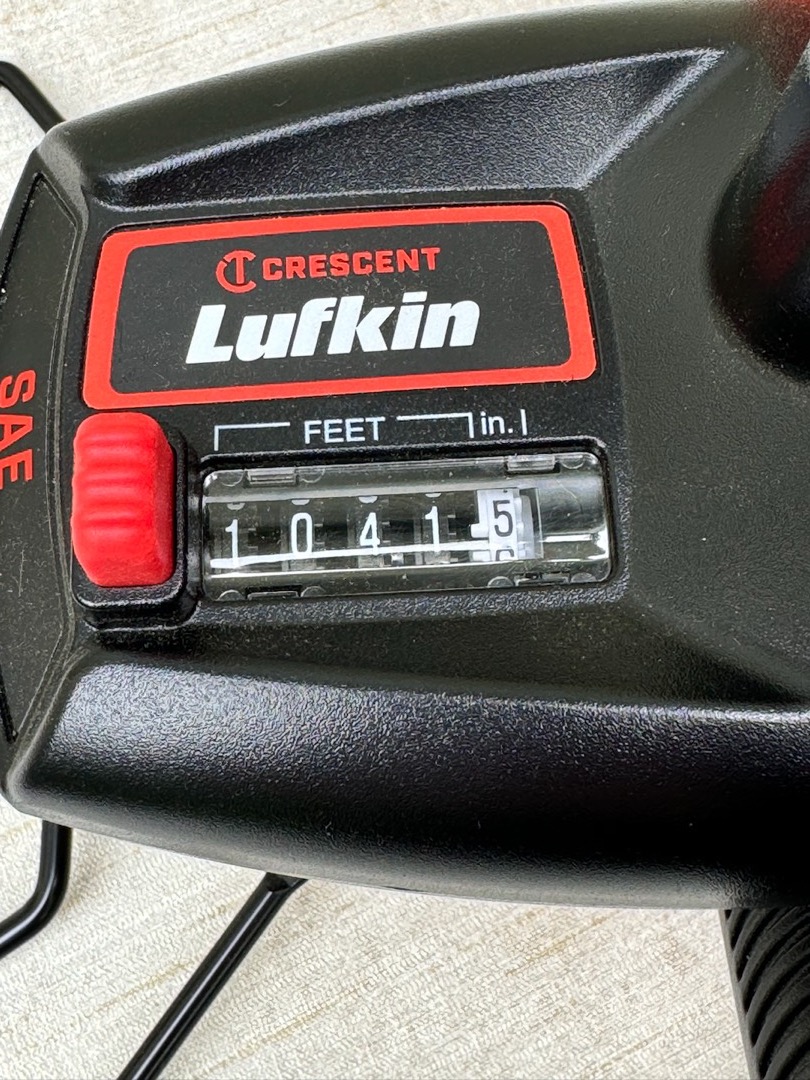 CRESCENT
Lufkin
SAE
FEET in.
1 0 4 1 5